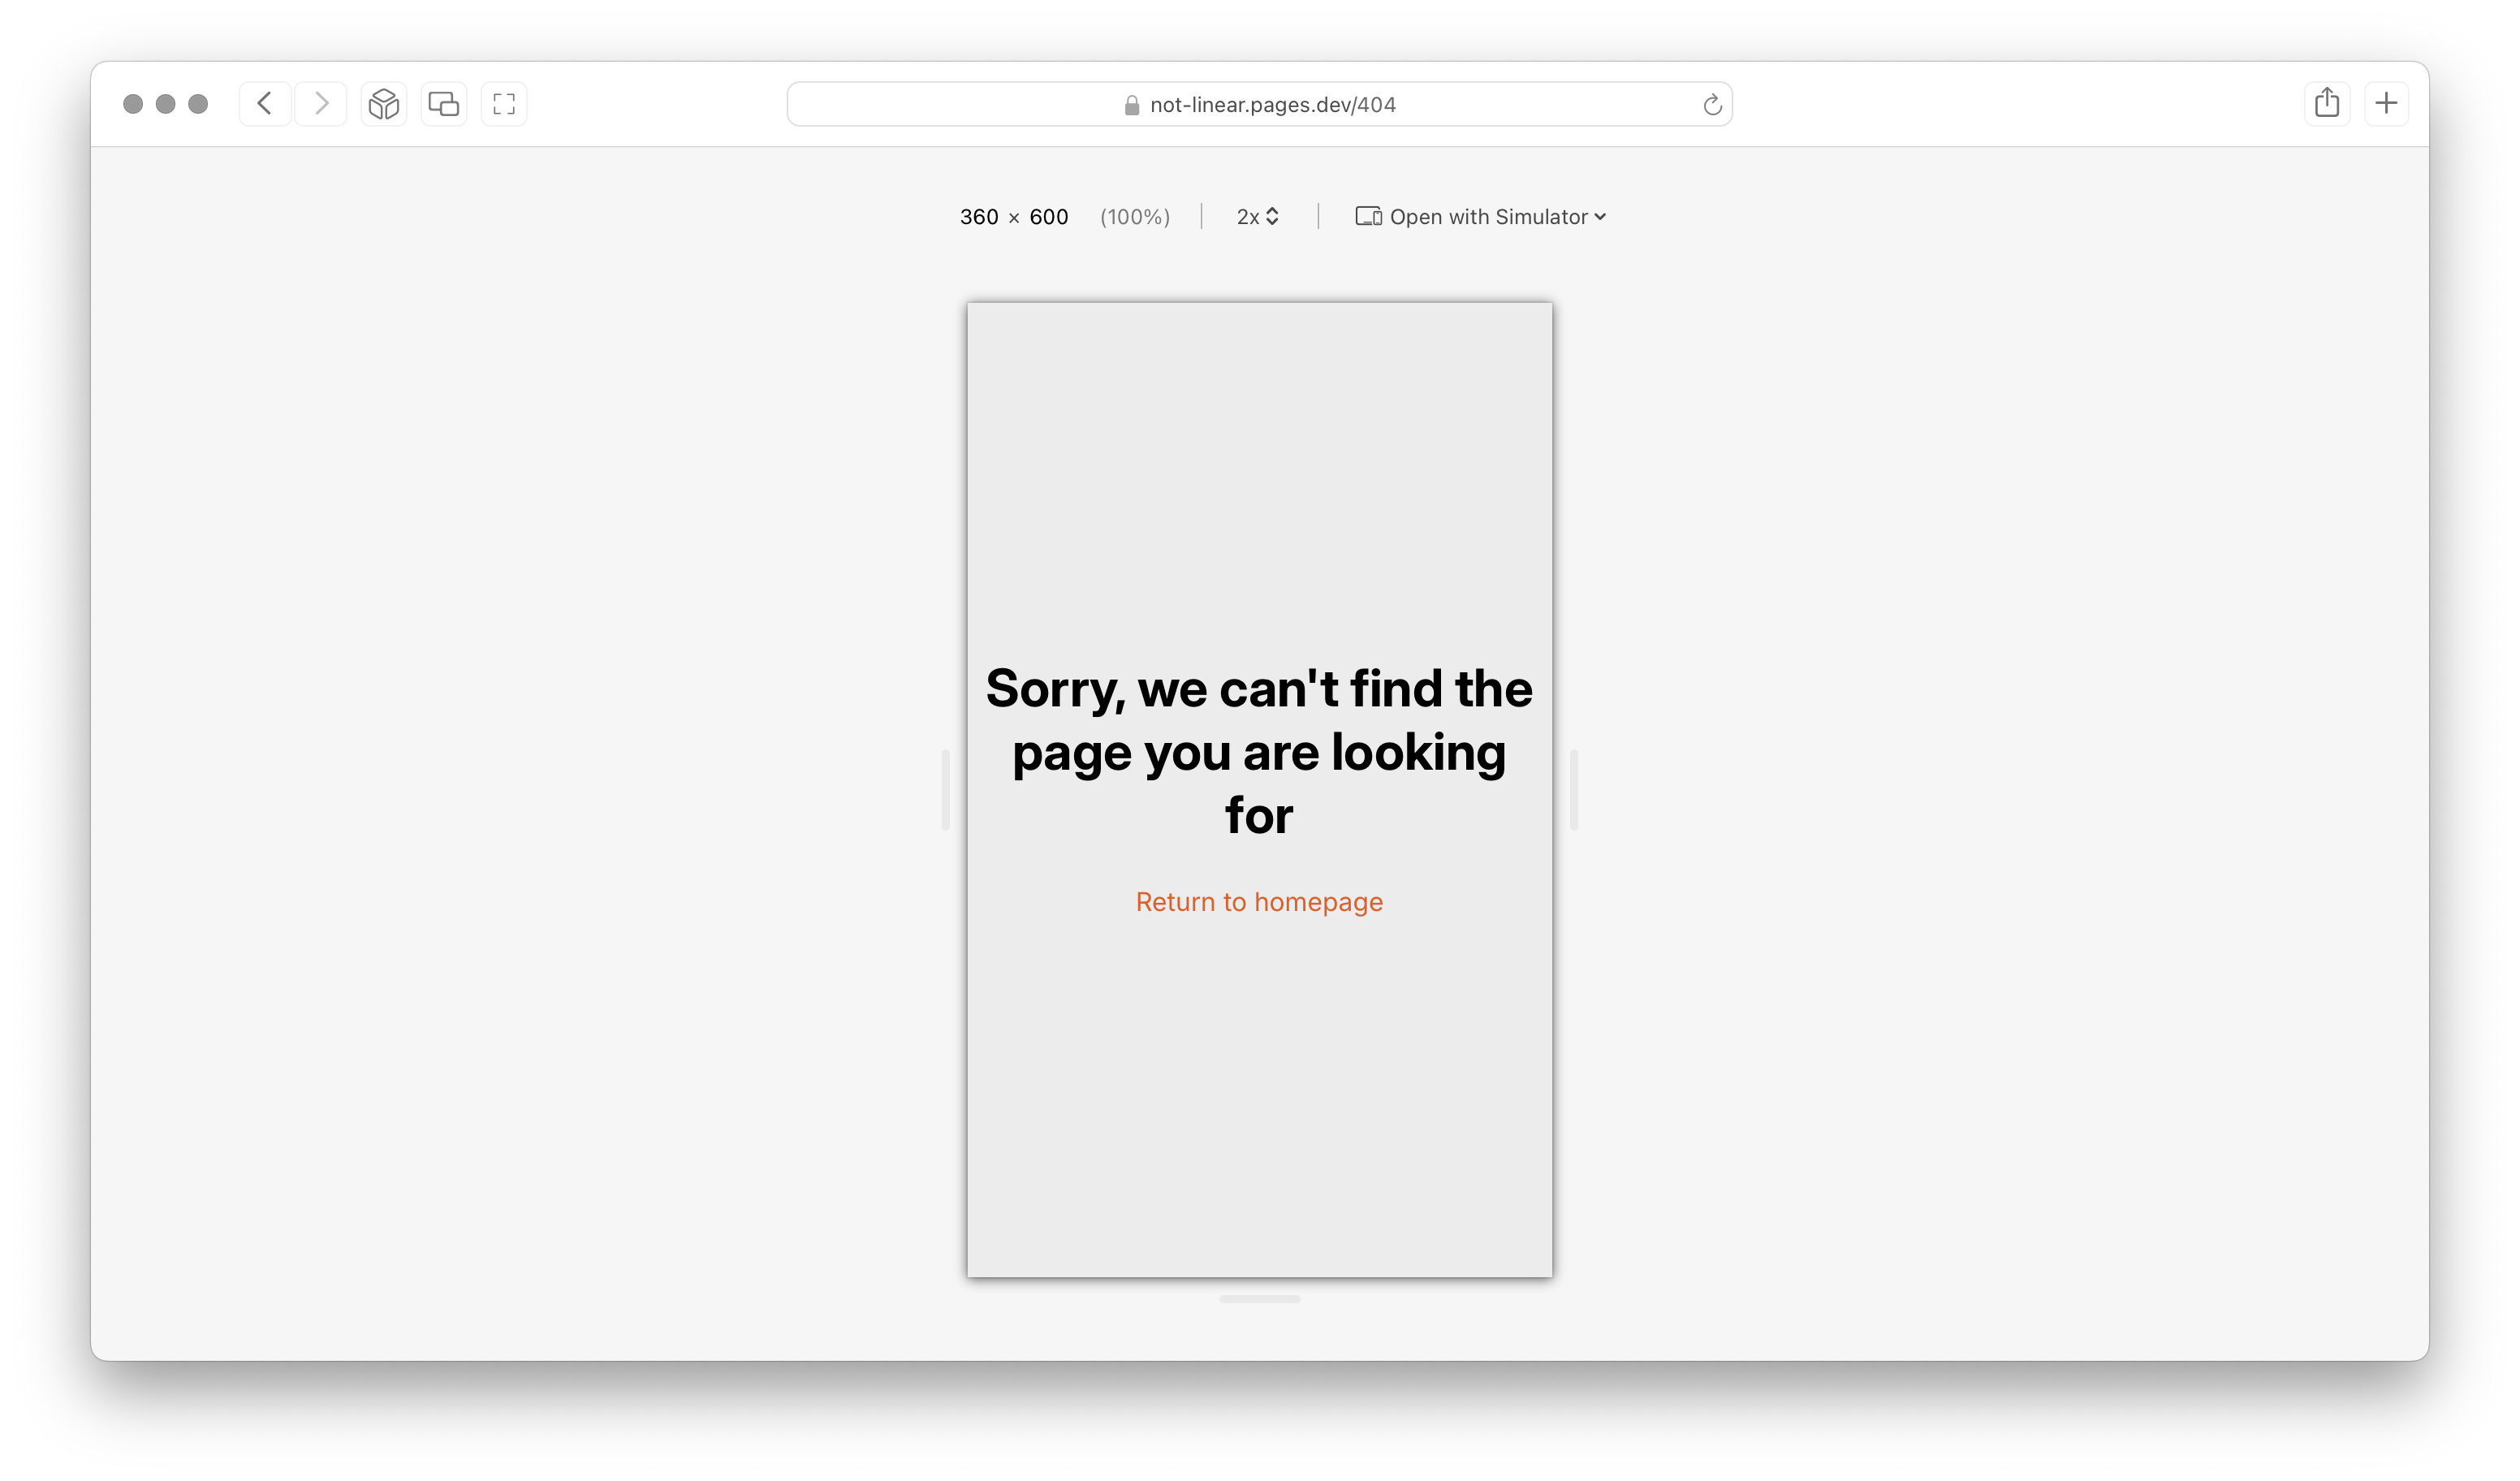 not-linear.pages.dev/404
360 × 600 (100%) 2x Open with Simulator
Sorry, we can't find the
page you are looking
for
Return to homepage